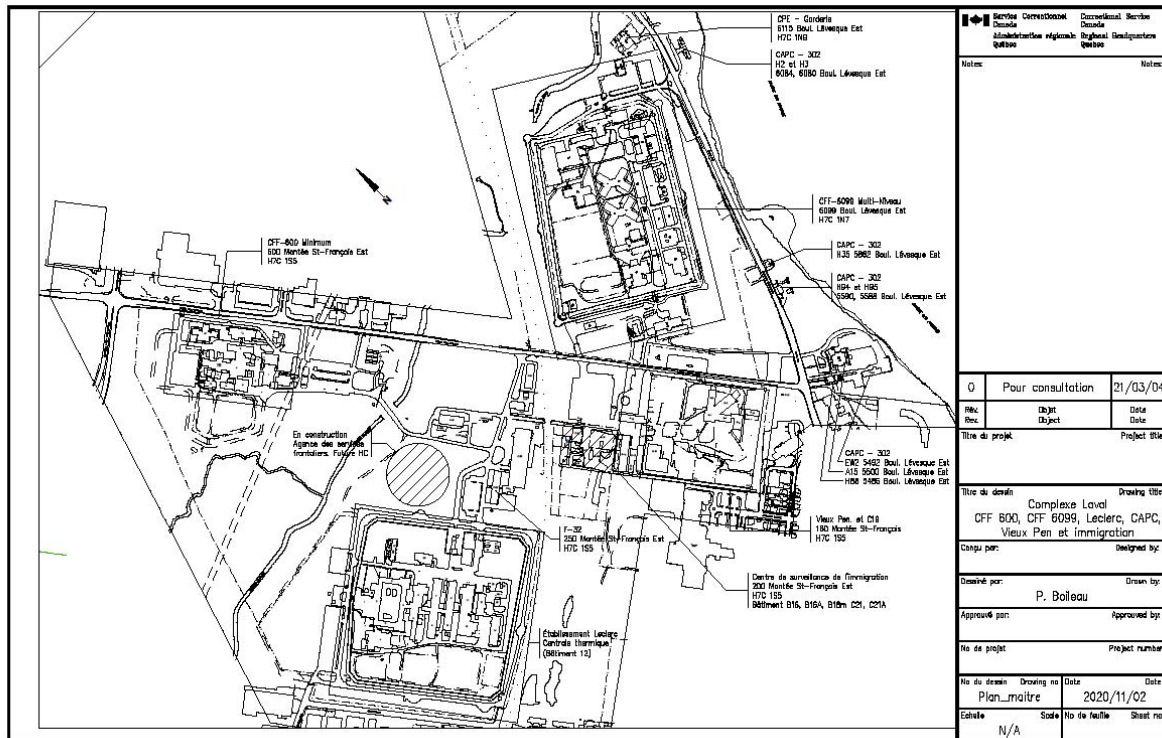 CPE - Garderie
6115 Boul. Lévesque Est
H7C 1N9
CAPC - 302
H2 et H3
6084, 6080 Boul. Lévesque Est
CFF-6099 Multi-Niveau
6099 Boul. Lévesque Est
H7C 1N7
CFF-600 Minimum
600 Montée St-François Est
H7C 1S5
CAPC - 302
H35 5862 Boul. Lévesque Est
CAPC - 302
H94 et H95
5590, 5588 Boul. Lévesque Est
N
En construction
Agence des services
frontaliers. Future HC
CAPC - 302
EW2 5492 Boul. Lévesque Est
A15 5500 Boul. Lévesque Est
H88 5486 Boul. Lévesque Est
F-32
250 Montée St-François Est
H7C 1S5
Vieux Pen. et C18
160 Montée St-François
H7C 1S5
Centre de surveillance de l'immigration
200 Montée St-François Est
H7C 1S5
Bâtiment B16, B16A, B18m C21, C21A
Établissement Leclerc
Centrale thermique
(Bâtiment 12)
Service Correctionnel Correctional Service
Canada Canada
Administration régionale Regional Headquarters
Québec Quebec
Notes: Notes:
0 Pour consultation 21/03/04
Rév. Objet Date
Rev. Object Date
Titre du projet Project title
Titre du dessin Drawing title
Complexe Laval
CFF 600, CFF 6099, Leclerc, CAPC,
Vieux Pen et immigration
Conçu par: Designed by:
Dessiné par: Drawn by:
P. Boileau
Approuvé par: Approuved by:
No de projet Project number
No du dessin Drawing no Date Date
Plan_maitre 2020/11/02
Echelle Scale No de feuille Sheet no
N/A